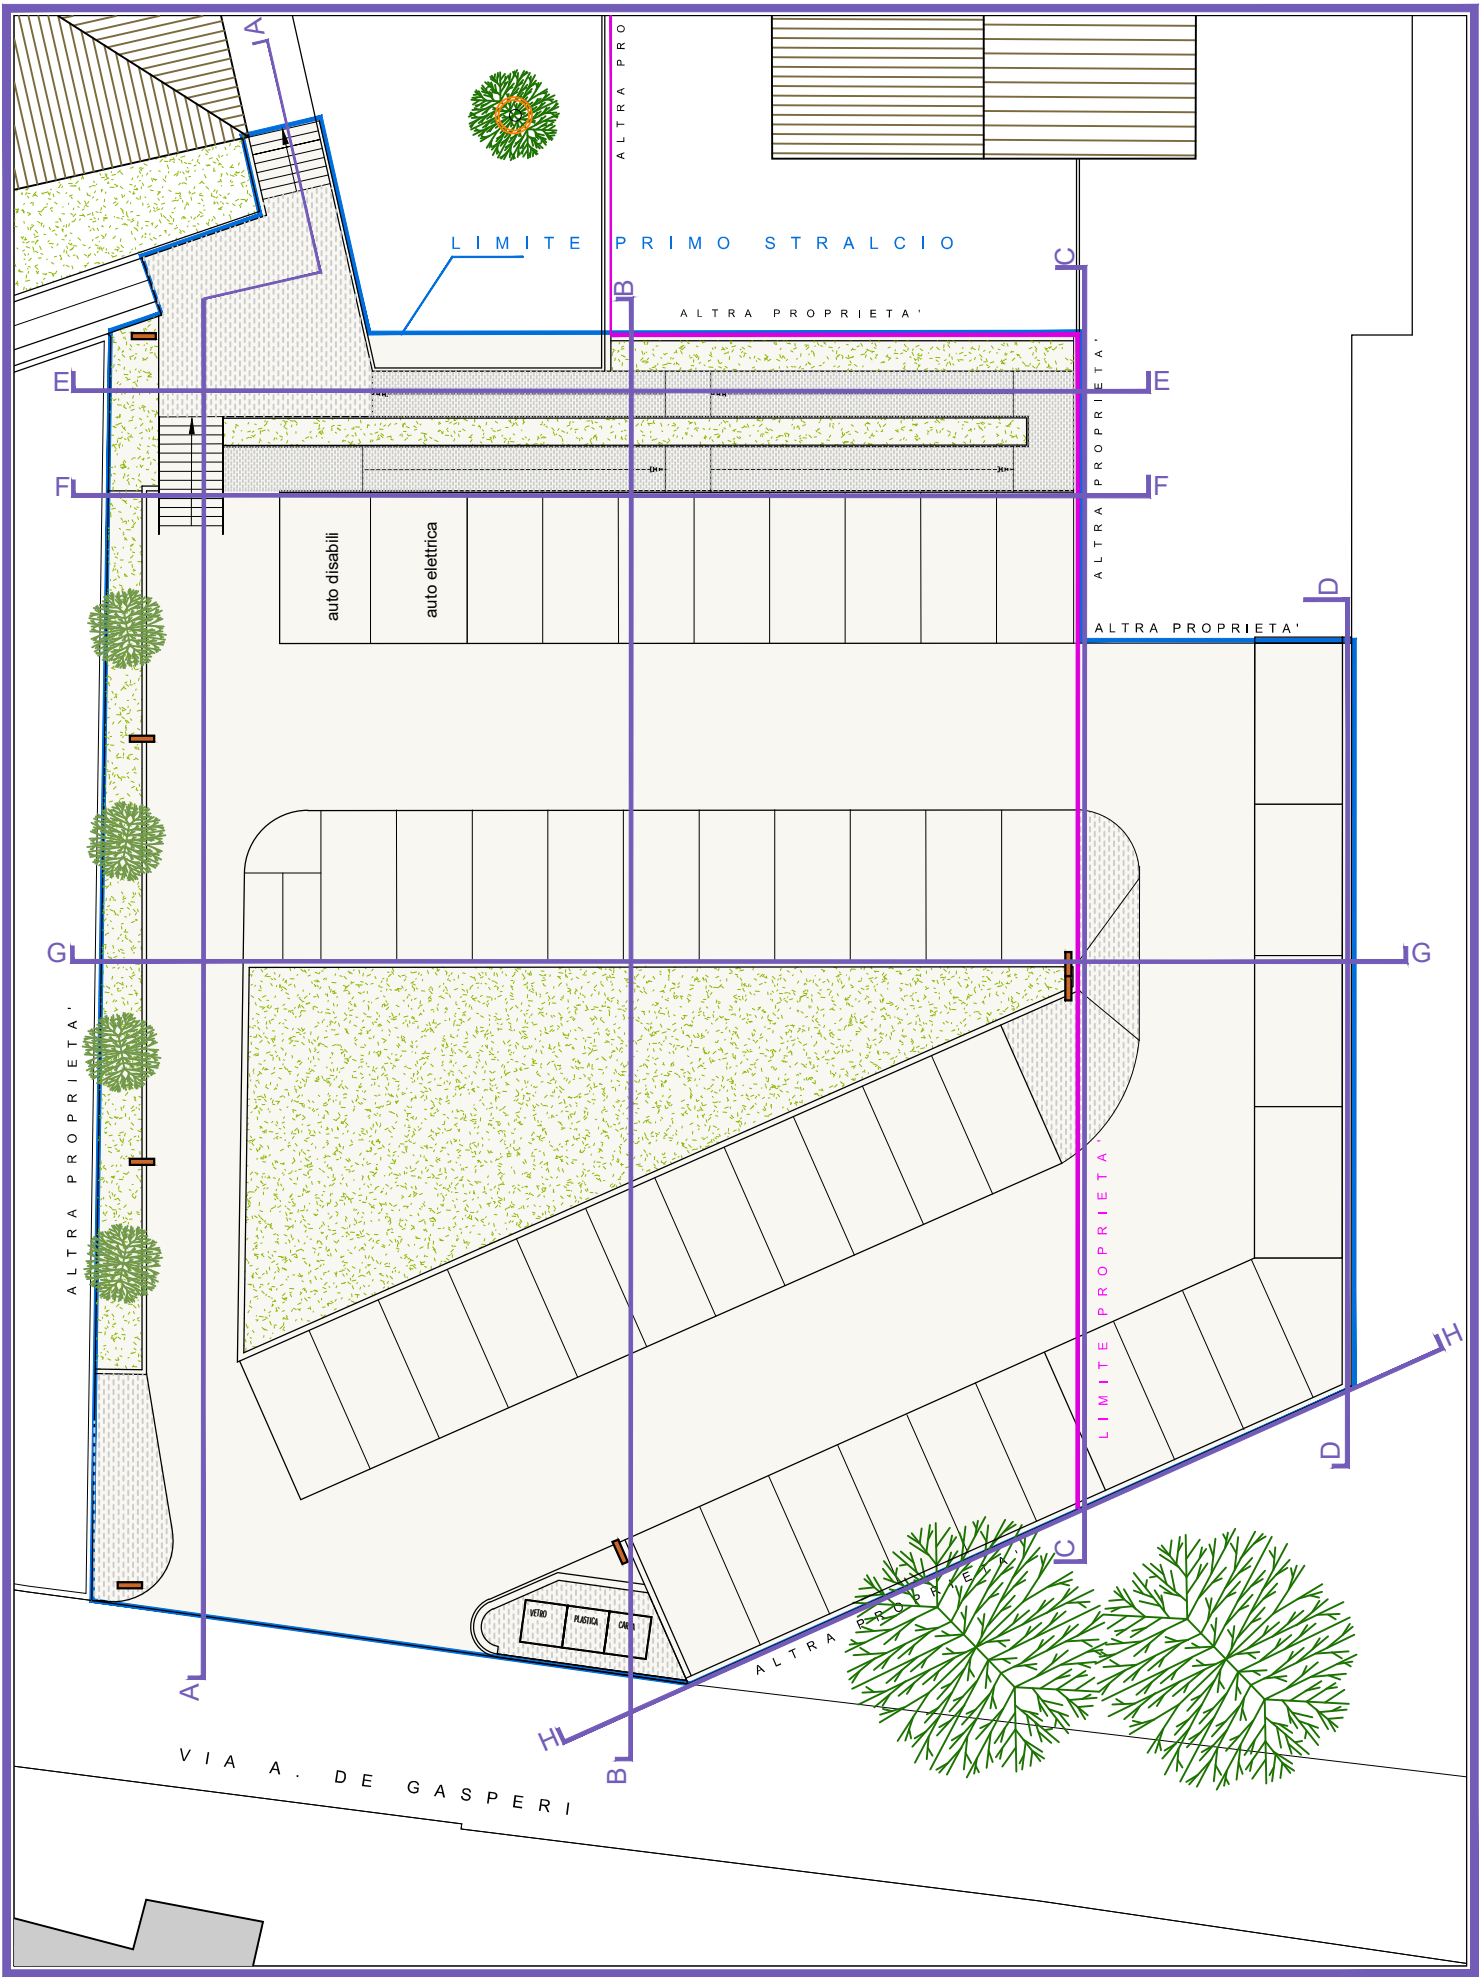 A
ALTRA PRO
LIMITE PRIMO STRALCIO
C
B
ALTRA PROPRIETA'
E
E
ALTRA PROPRIETA'
F
F
auto disabili
auto elettrica
D
ALTRA PROPRIETA'
G
G
ALTRA PROPRIETA'
LIMITE PROPRIETA'
H
D
C
ALTRA PROPRIETA'
VETRO
PLASTICA
CARTA
A
H
B
VIA A. DE GASPERI